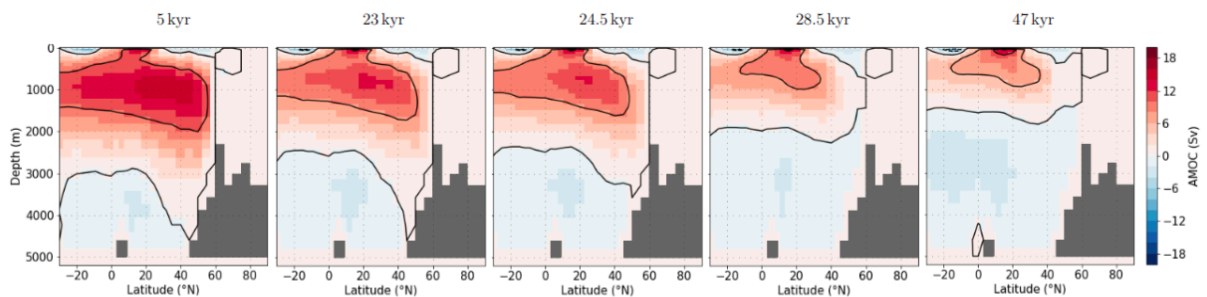 5 kyr 23 kyr 24.5 kyr 28.5 kyr 47 kyr
0
1000
2000
3000
4000
5000
Depth (m)
−20 0 20 40 60 80 −20 0 20 40 60 80 −20 0 20 40 60 80 −20 0 20 40 60 80 −20 0 20 40 60 80
Latitude (°N) Latitude (°N) Latitude (°N) Latitude (°N) Latitude (°N)
18
12
6
0
−6
−12
−18
AMOC (Sv)